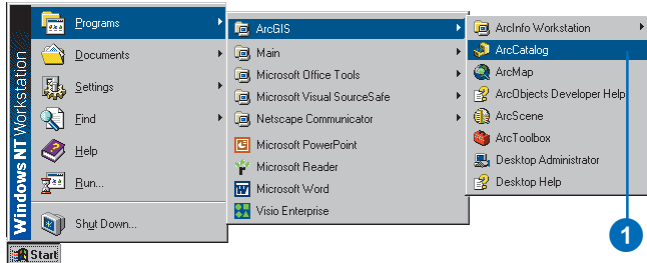 Windows NT Workstation
Programs
Documents
Settings
Find
Help
Run...
Shut Down...
Start
ArcGIS
Main
Microsoft Office Tools
Microsoft Visual SourceSafe
Netscape Communicator
Microsoft PowerPoint
Microsoft Reader
Microsoft Word
Visio Enterprise
ArcInfo Workstation
ArcCatalog
ArcMap
ArcObjects Developer Help
ArcScene
ArcToolbox
Desktop Administrator
Desktop Help
1